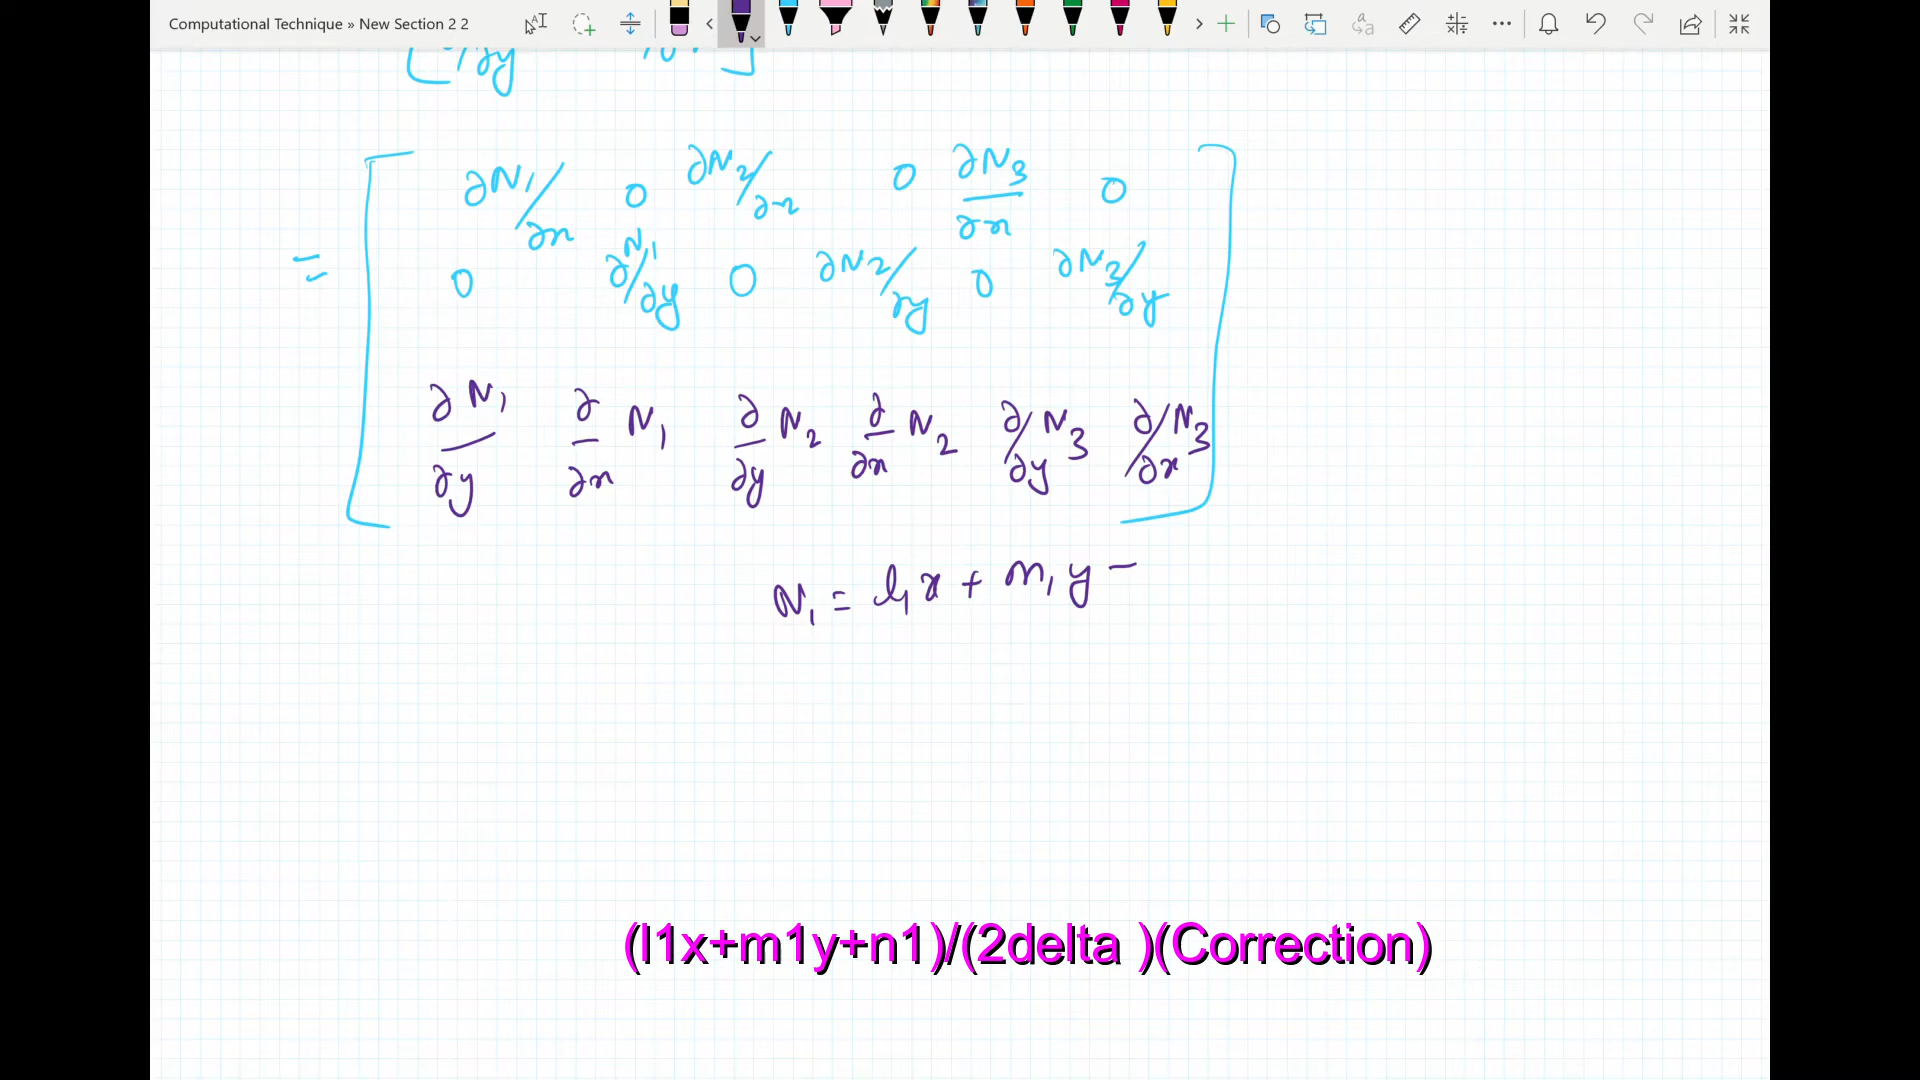 Computational Technique » New Section 2 2
∂y
∂N1/∂x 0 ∂N2/∂x 0 ∂N3/∂x 0
= 0 ∂N1/∂y 0 ∂N2/∂y 0 ∂N3/∂y
∂N1/∂y ∂/∂x N1 ∂/∂y N2 ∂/∂x N2 ∂/∂y N3 ∂/∂x N3
N1 = l1x + m1y −
(l1x+m1y+n1)/(2delta )(Correction)